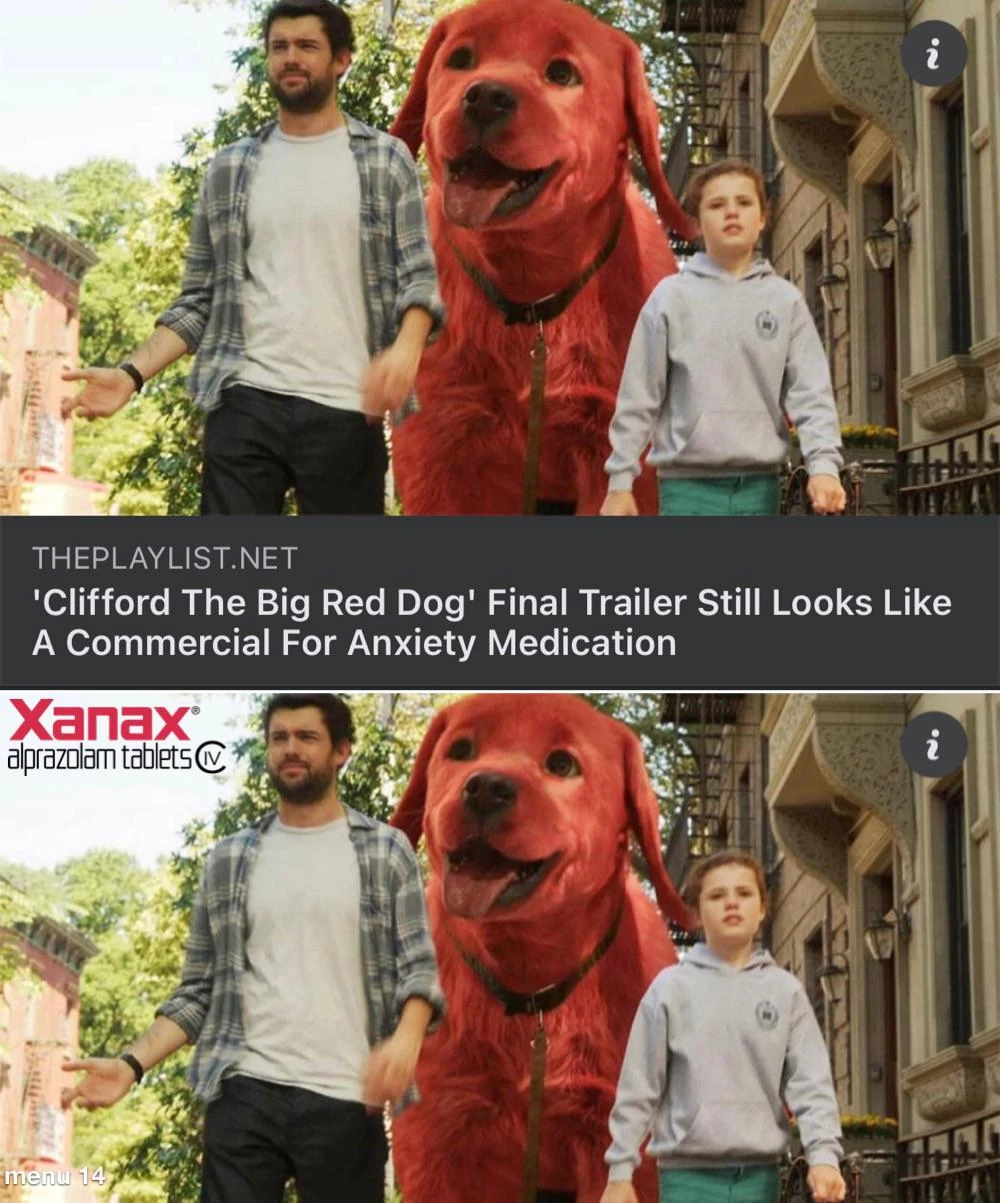 THEPLAYLIST.NET
'Clifford The Big Red Dog' Final Trailer Still Looks Like
A Commercial For Anxiety Medication
Xanax®
alprazolam tablets CIV
menu 14